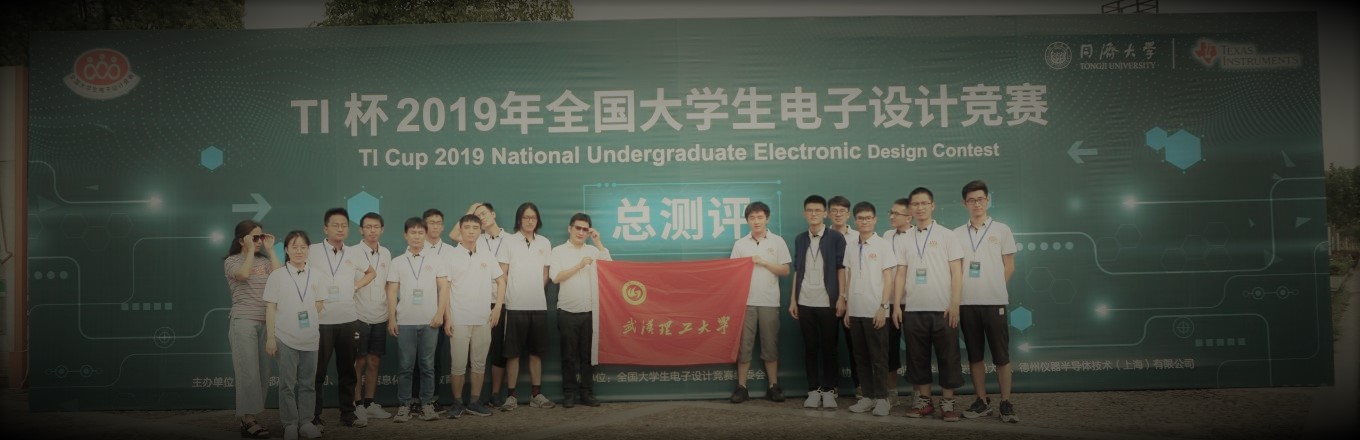 同濟大学
TONGJI UNIVERSITY
TEXAS
INSTRUMENTS
TI 杯 2019年全国大学生电子设计竞赛
TI Cup 2019 National Undergraduate Electronic Design Contest
总测评
武汉理工大学
主办单位
全国大学生电子设计竞赛
德州仪器半导体技术（上海）有限公司